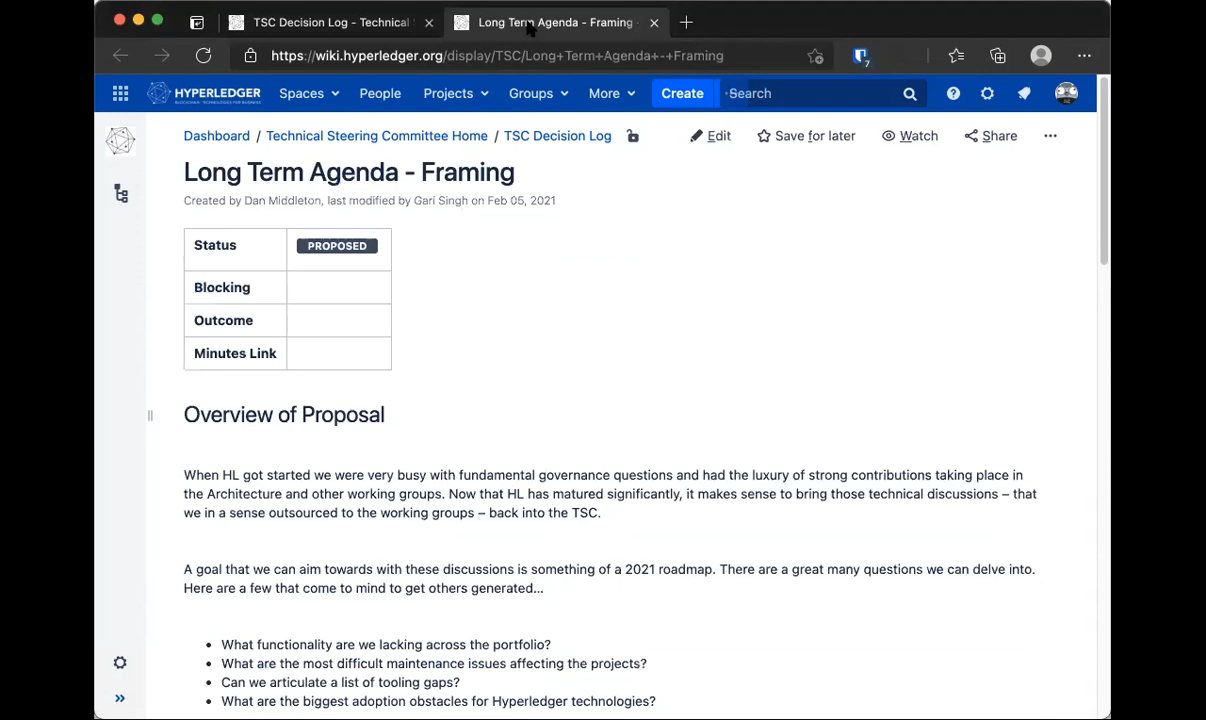 TSC Decision Log - Technical
Long Term Agenda - Framing
https://wiki.hyperledger.org/display/TSC/Long+Term+Agenda+-+Framing
7
HYPERLEDGER
Spaces
People
Projects
Groups
More
Create
Search
Dashboard / Technical Steering Committee Home / TSC Decision Log
Edit
Save for later
Watch
Share
Long Term Agenda - Framing
Created by Dan Middleton, last modified by Gari Singh on Feb 05, 2021
Status PROPOSED
Blocking
Outcome
Minutes Link
Overview of Proposal
When HL got started we were very busy with fundamental governance questions and had the luxury of strong contributions taking place in
the Architecture and other working groups. Now that HL has matured significantly, it makes sense to bring those technical discussions – that
we in a sense outsourced to the working groups – back into the TSC.
A goal that we can aim towards with these discussions is something of a 2021 roadmap. There are a great many questions we can delve into.
Here are a few that come to mind to get others generated...
• What functionality are we lacking across the portfolio?
• What are the most difficult maintenance issues affecting the projects?
• Can we articulate a list of tooling gaps?
• What are the biggest adoption obstacles for Hyperledger technologies?